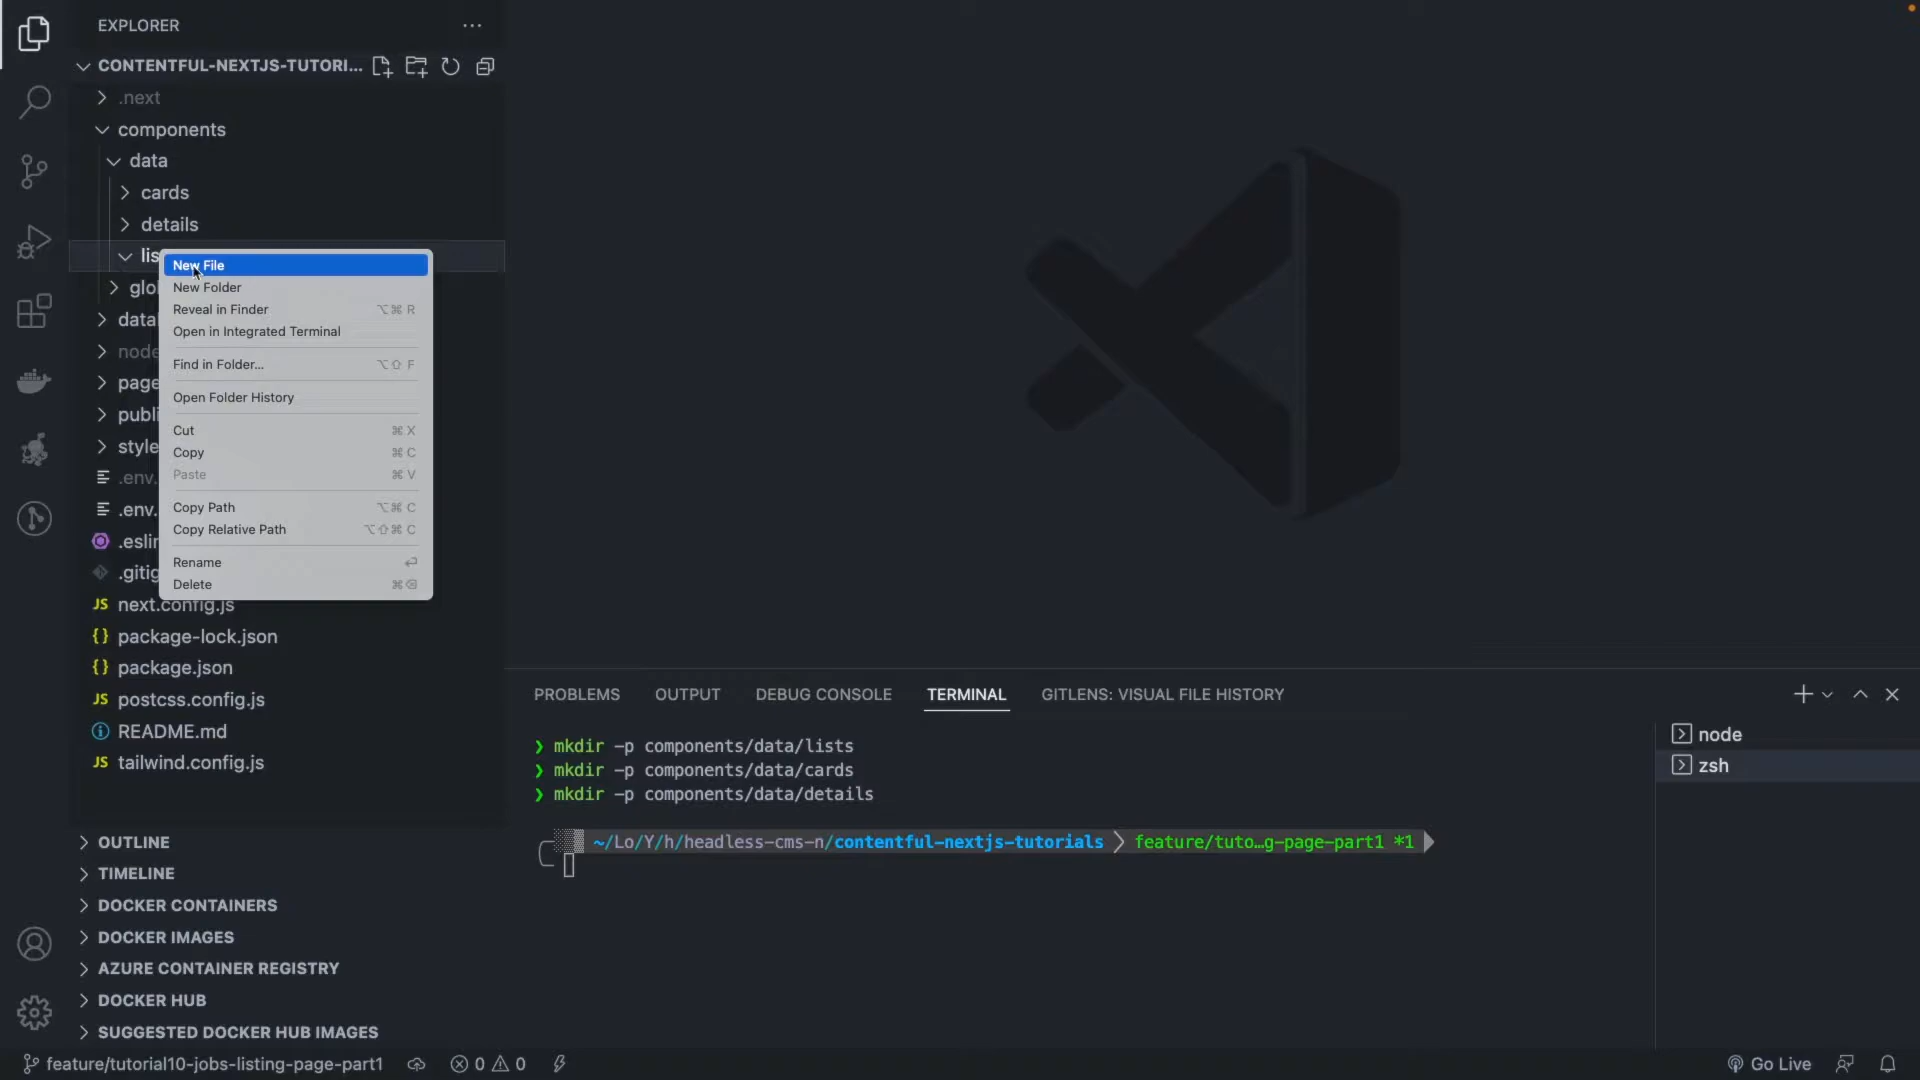 EXPLORER
CONTENTFUL-NEXTJS-TUTORI...
.next
components
data
cards
details
lis
glo
data
node
page
publi
style
.env.
.env.
.eslin
.gitig
next.config.js
package-lock.json
package.json
postcss.config.js
README.md
tailwind.config.js
New File
New Folder
Reveal in Finder ⌥⌘ R
Open in Integrated Terminal
Find in Folder... ⌥⇧ F
Open Folder History
Cut ⌘ X
Copy ⌘ C
Paste ⌘ V
Copy Path ⌥⌘ C
Copy Relative Path ⌥⇧⌘ C
Rename ⏎
Delete ⌘⌫
OUTLINE
TIMELINE
DOCKER CONTAINERS
DOCKER IMAGES
AZURE CONTAINER REGISTRY
DOCKER HUB
SUGGESTED DOCKER HUB IMAGES
PROBLEMS OUTPUT DEBUG CONSOLE TERMINAL GITLENS: VISUAL FILE HISTORY
❯ mkdir -p components/data/lists
❯ mkdir -p components/data/cards
❯ mkdir -p components/data/details
~/Lo/Y/h/headless-cms-n/contentful-nextjs-tutorials feature/tuto…g-page-part1 *1
node
zsh
feature/tutorial10-jobs-listing-page-part1 0 0 Go Live